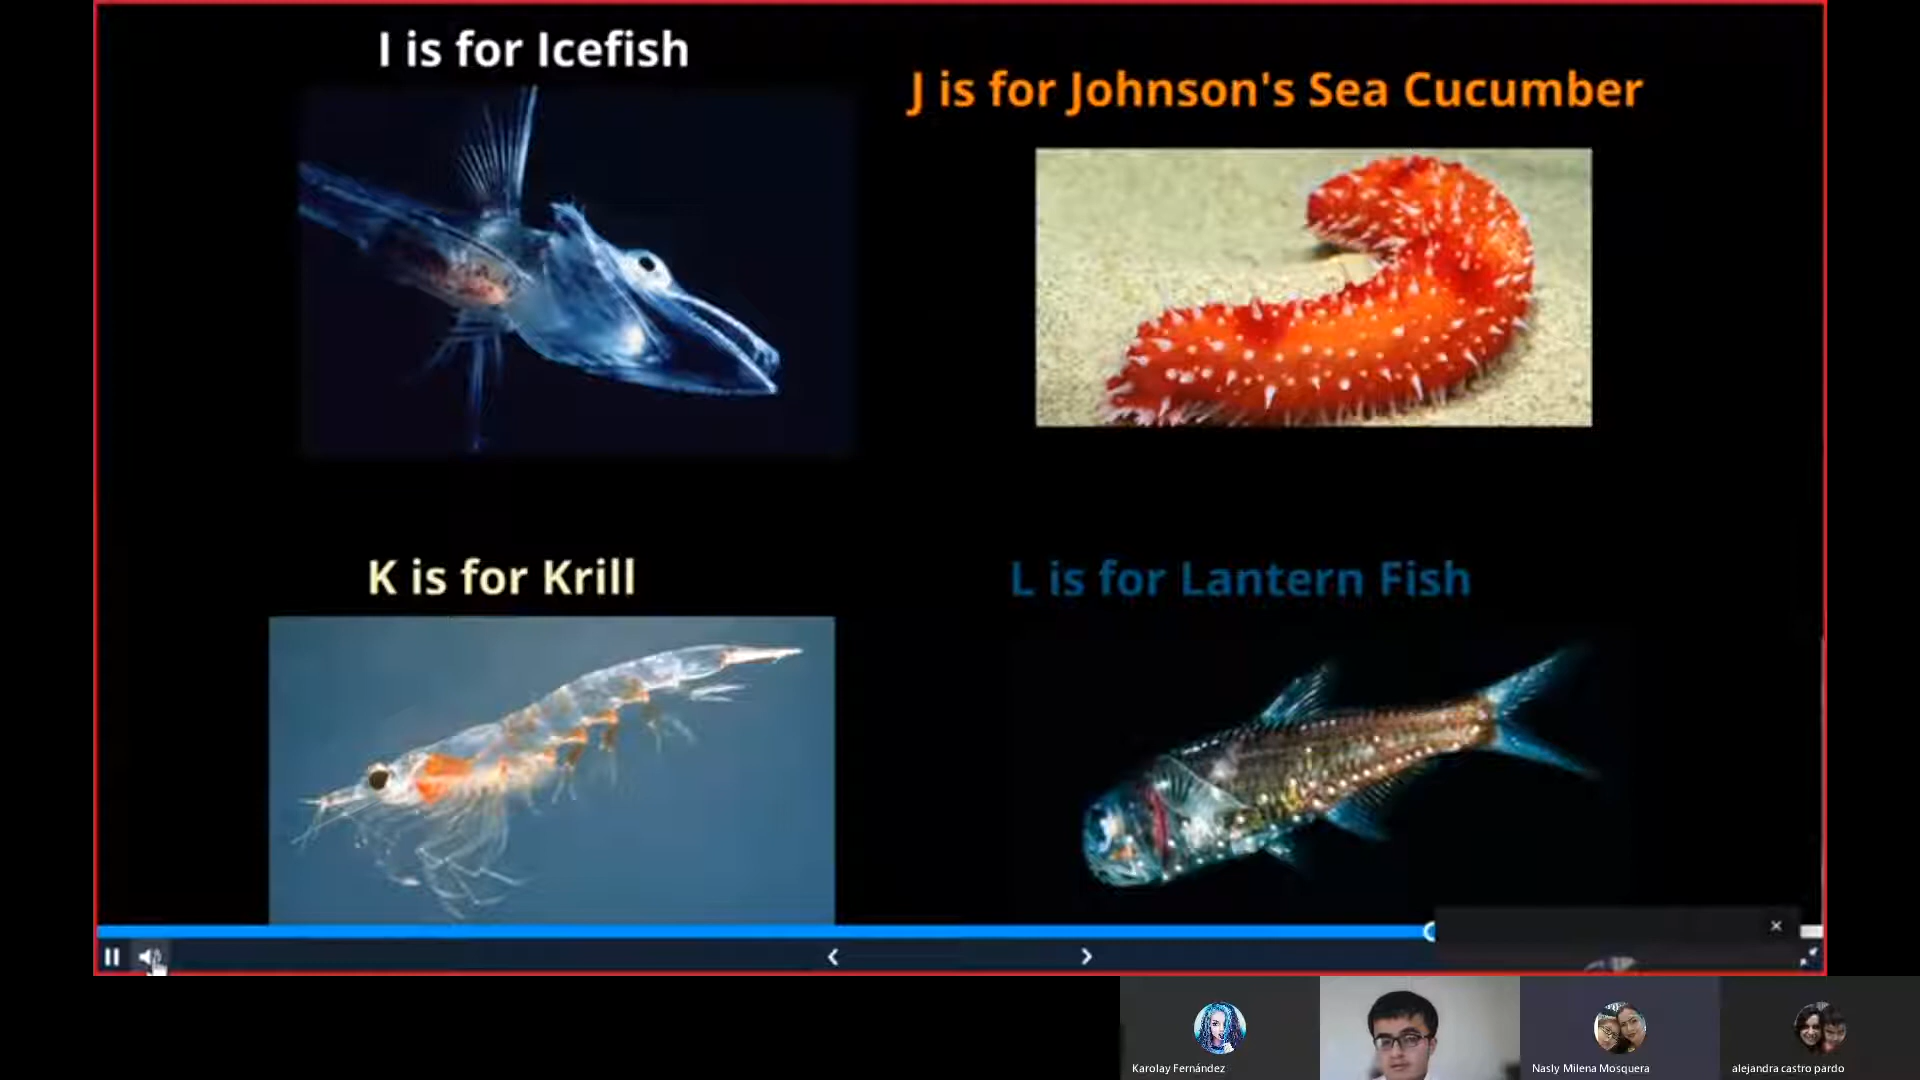 I is for Icefish
J is for Johnson's Sea Cucumber
K is for Krill
L is for Lantern Fish
Karolay Fernández
Nasly Milena Mosquera
alejandra castro pardo